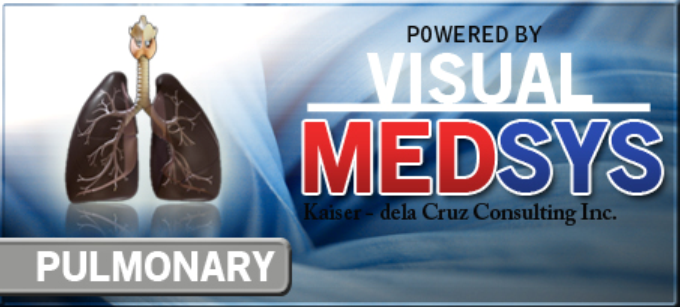 POWERED BY
VISUAL
MEDSYS
Kaiser - dela Cruz Consulting Inc.
PULMONARY